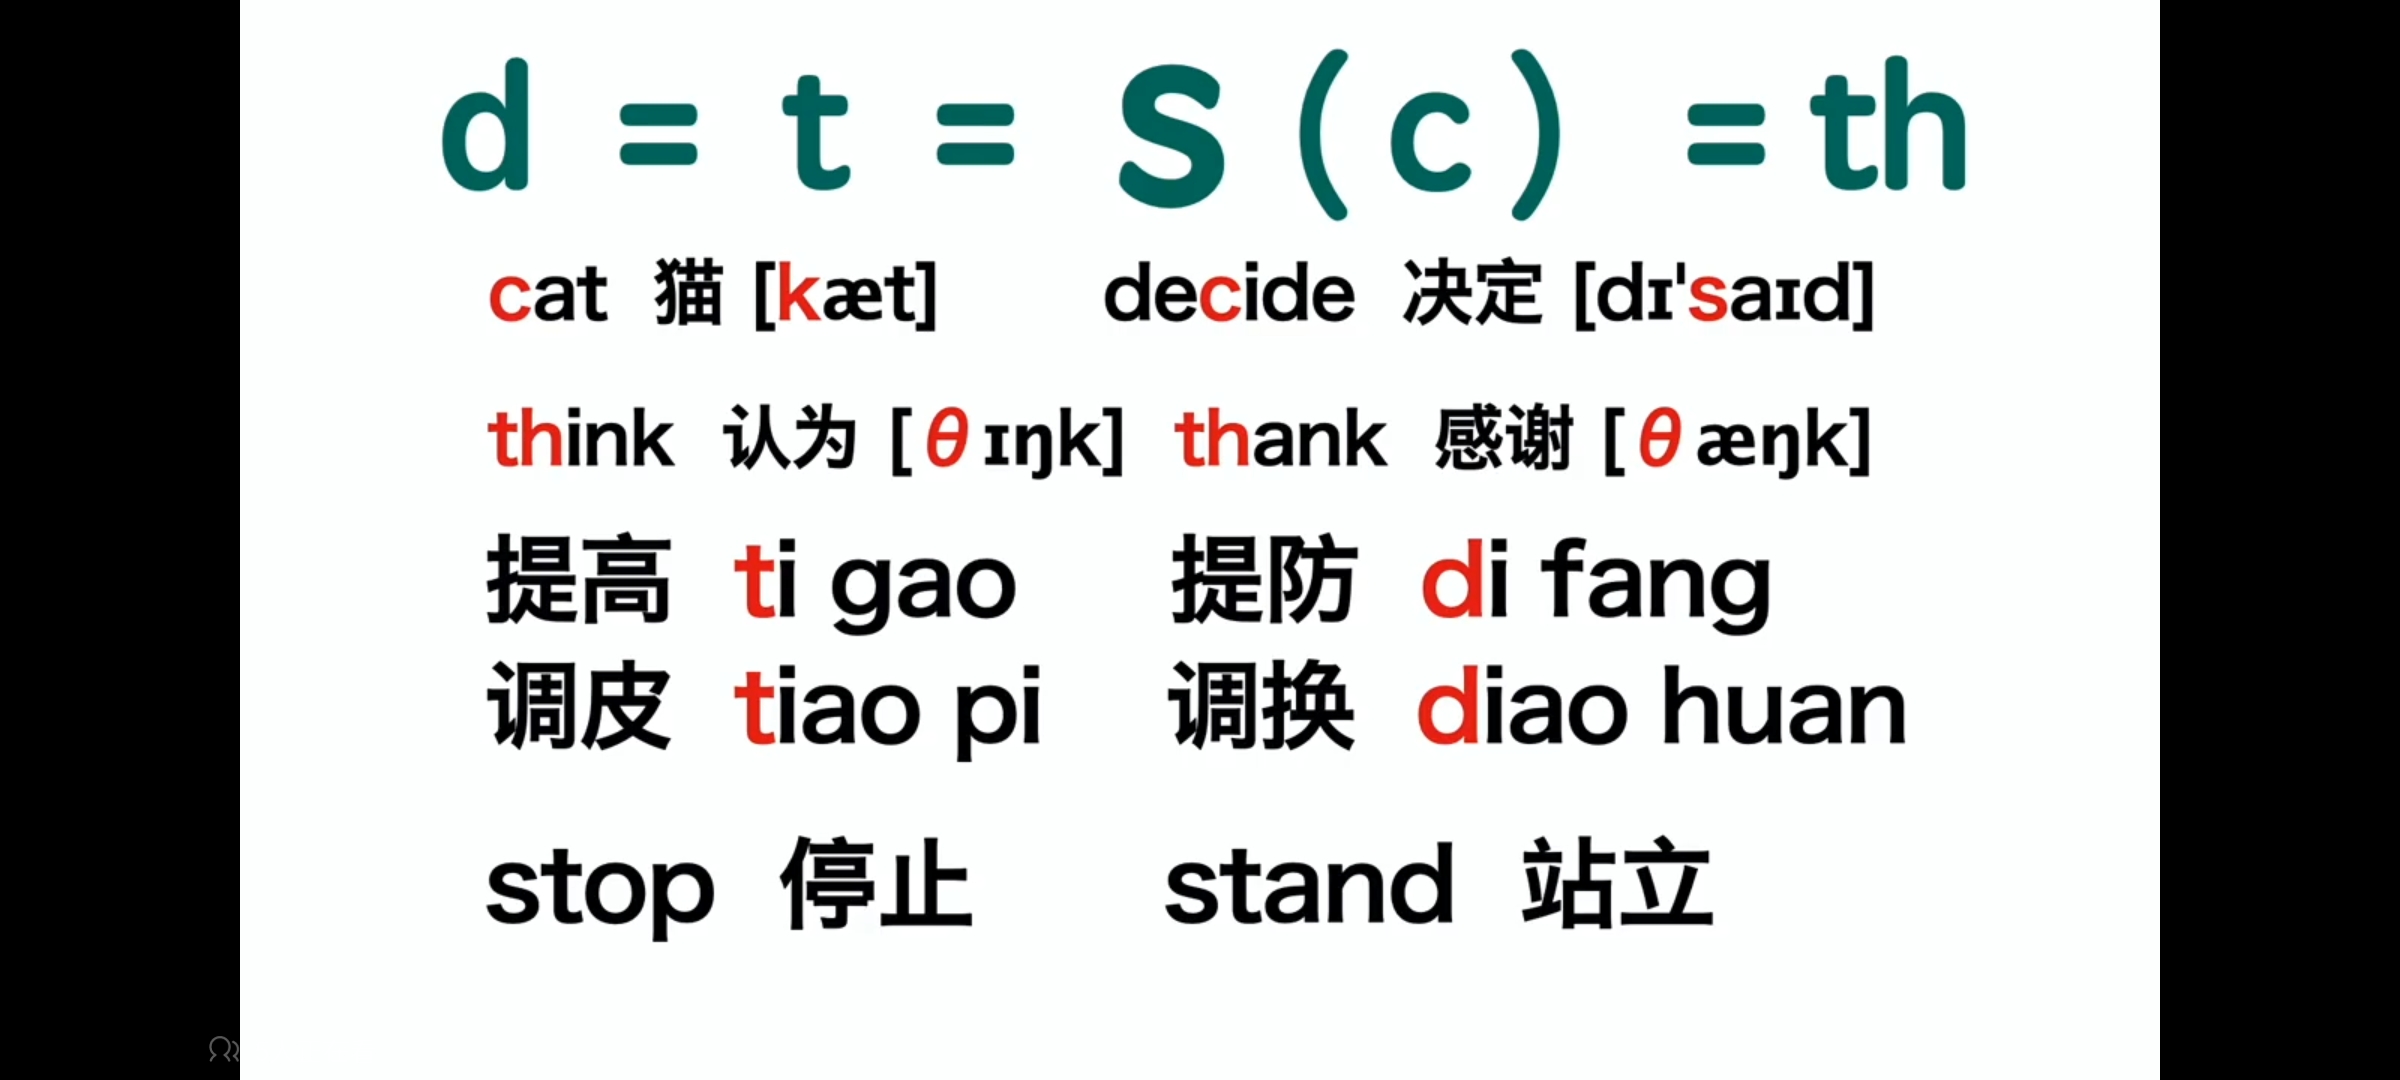 d = t = S (c) = th
cat 猫 [kæt] decide 决定 [dɪ'saɪd]
think 认为 [θɪŋk] thank 感谢 [θæŋk]
提高 ti gao 提防 di fang
调皮 tiao pi 调换 diao huan
stop 停止 stand 站立